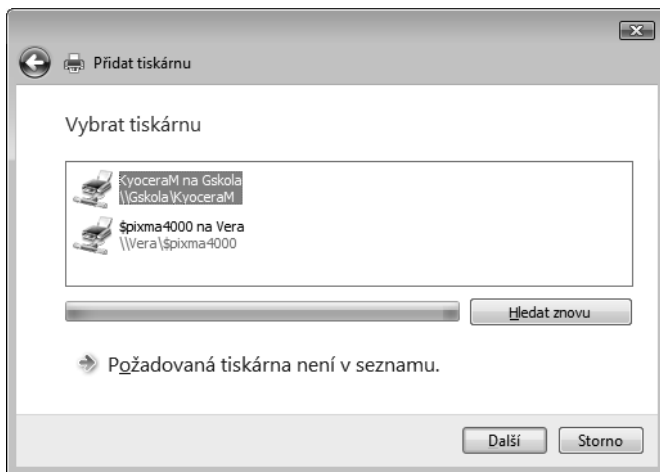 Přidat tiskárnu
Vybrat tiskárnu
KyoceraM na Gskola
\\Gskola\KyoceraM
$pixma4000 na Vera
\\Vera\$pixma4000
Hledat znovu
Požadovaná tiskárna není v seznamu.
Další
Storno